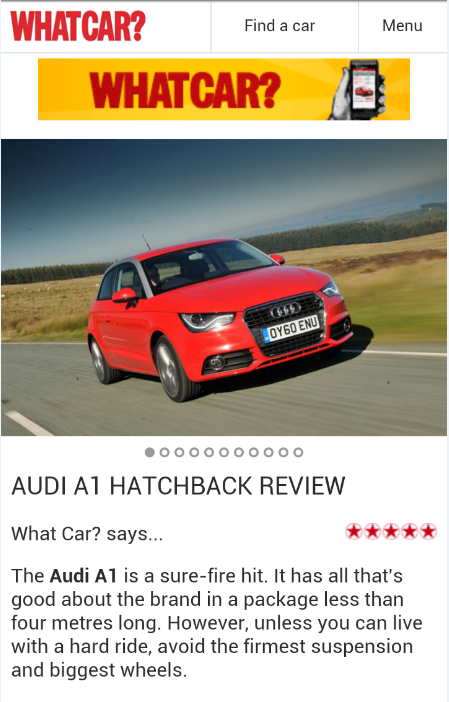 WHATCAR?
Find a car
Menu
WHATCAR?
OY60 ENU
AUDI A1 HATCHBACK REVIEW
What Car? says...
The Audi A1 is a sure-fire hit. It has all that's
good about the brand in a package less than
four metres long. However, unless you can live
with a hard ride, avoid the firmest suspension
and biggest wheels.